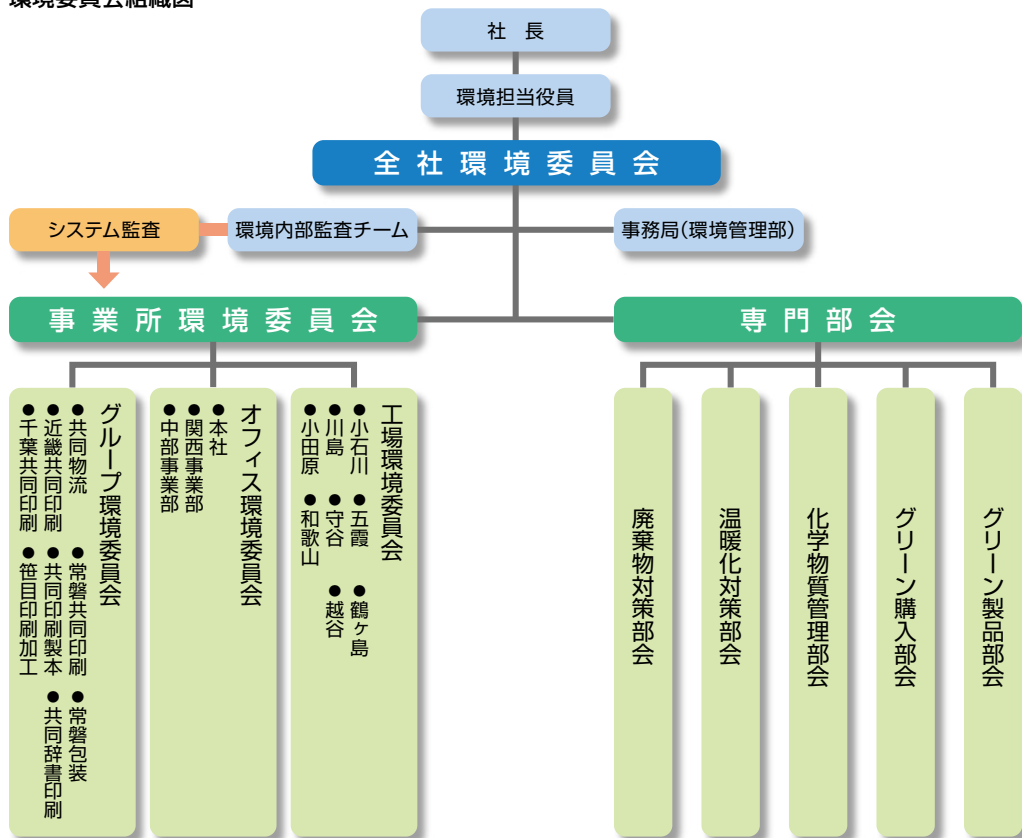 環境委員会組織図
社長
環境担当役員
全社環境委員会
システム監査
環境内部監査チーム
事務局(環境管理部)
事業所環境委員会
専門部会
工場環境委員会
●小石川 ●五霞 ●鶴ヶ島
●川島 ●守谷 ●越谷
●小田原 ●和歌山
オフィス環境委員会
●本社
●関西事業部
●中部事業部
グループ環境委員会
●共同物流 ●常磐共同印刷 ●常磐包装
●近畿共同印刷 ●共同印刷製本 ●共同辞書印刷
●千葉共同印刷 ●笹目印刷加工
グリーン製品部会
グリーン購入部会
化学物質管理部会
温暖化対策部会
廃棄物対策部会